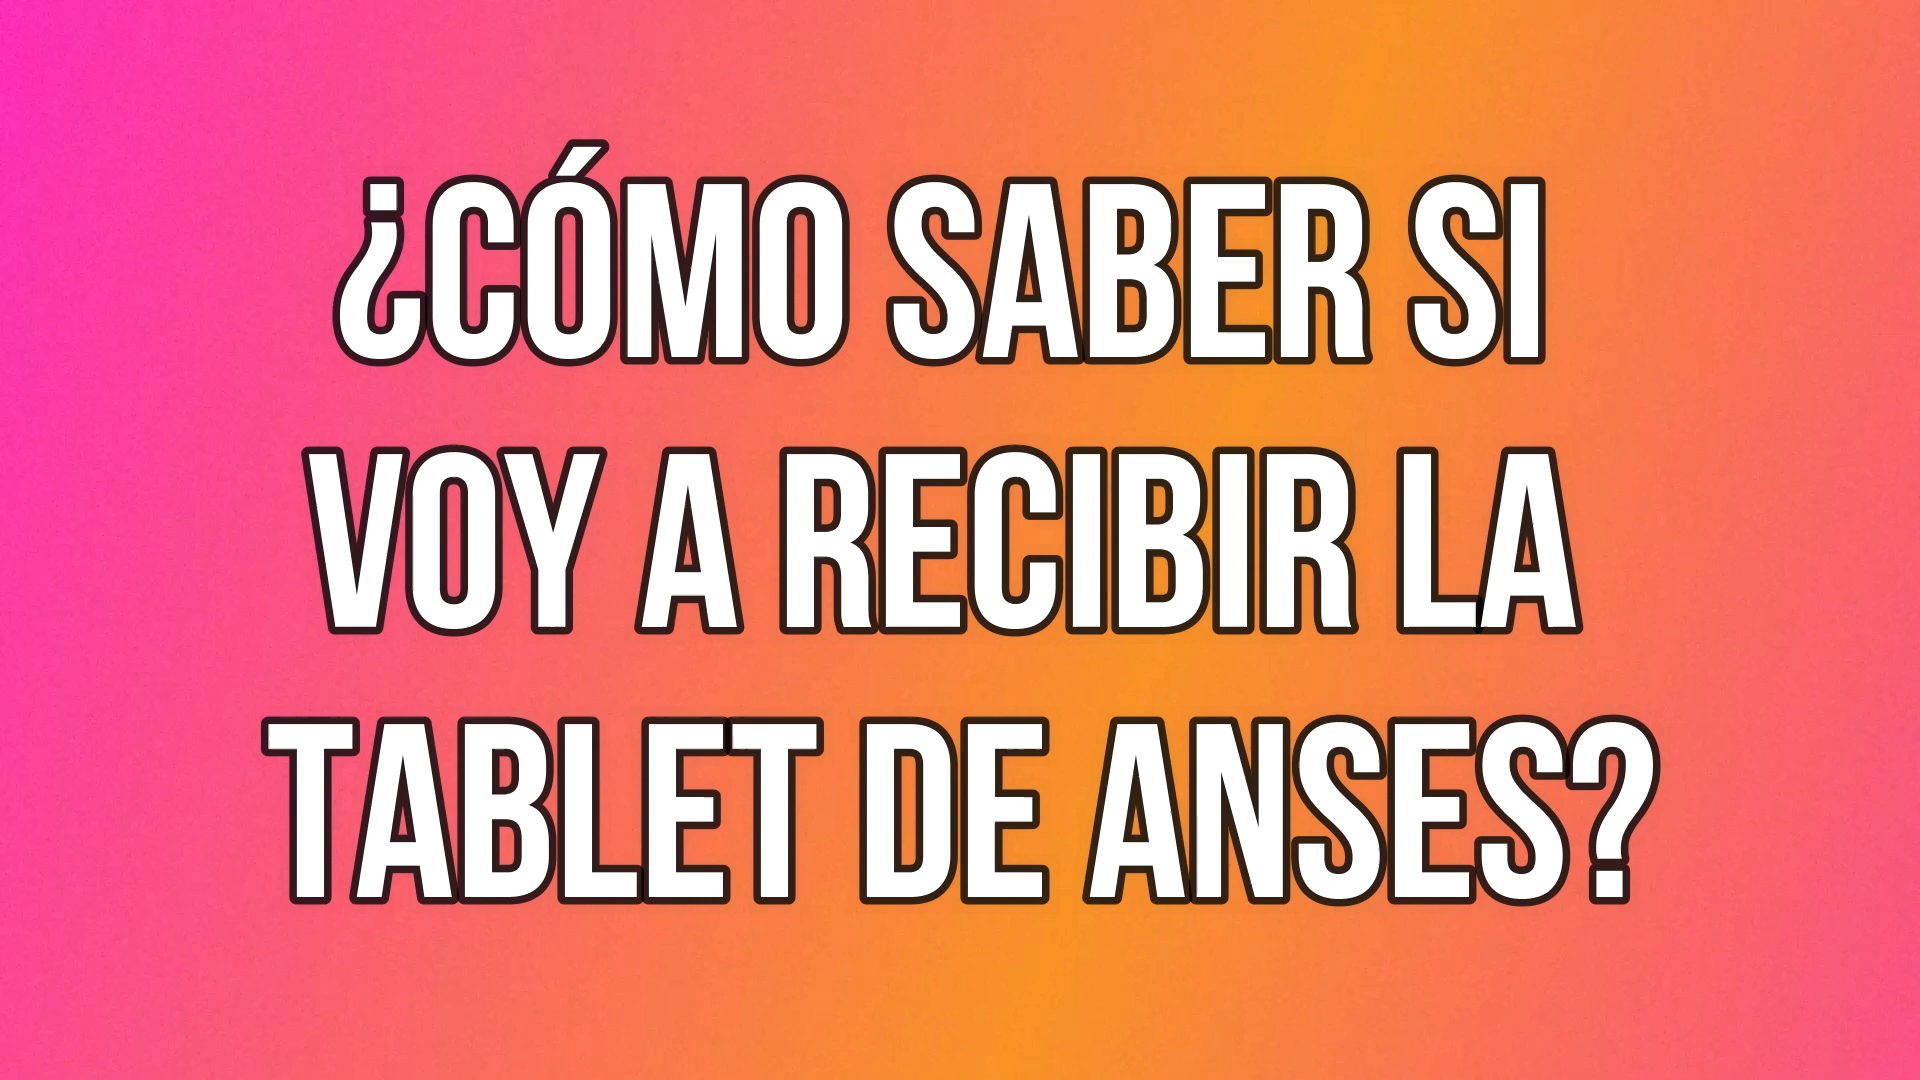 ¿CÓMO SABER SI
VOY A RECIBIR LA
TABLET DE ANSES?